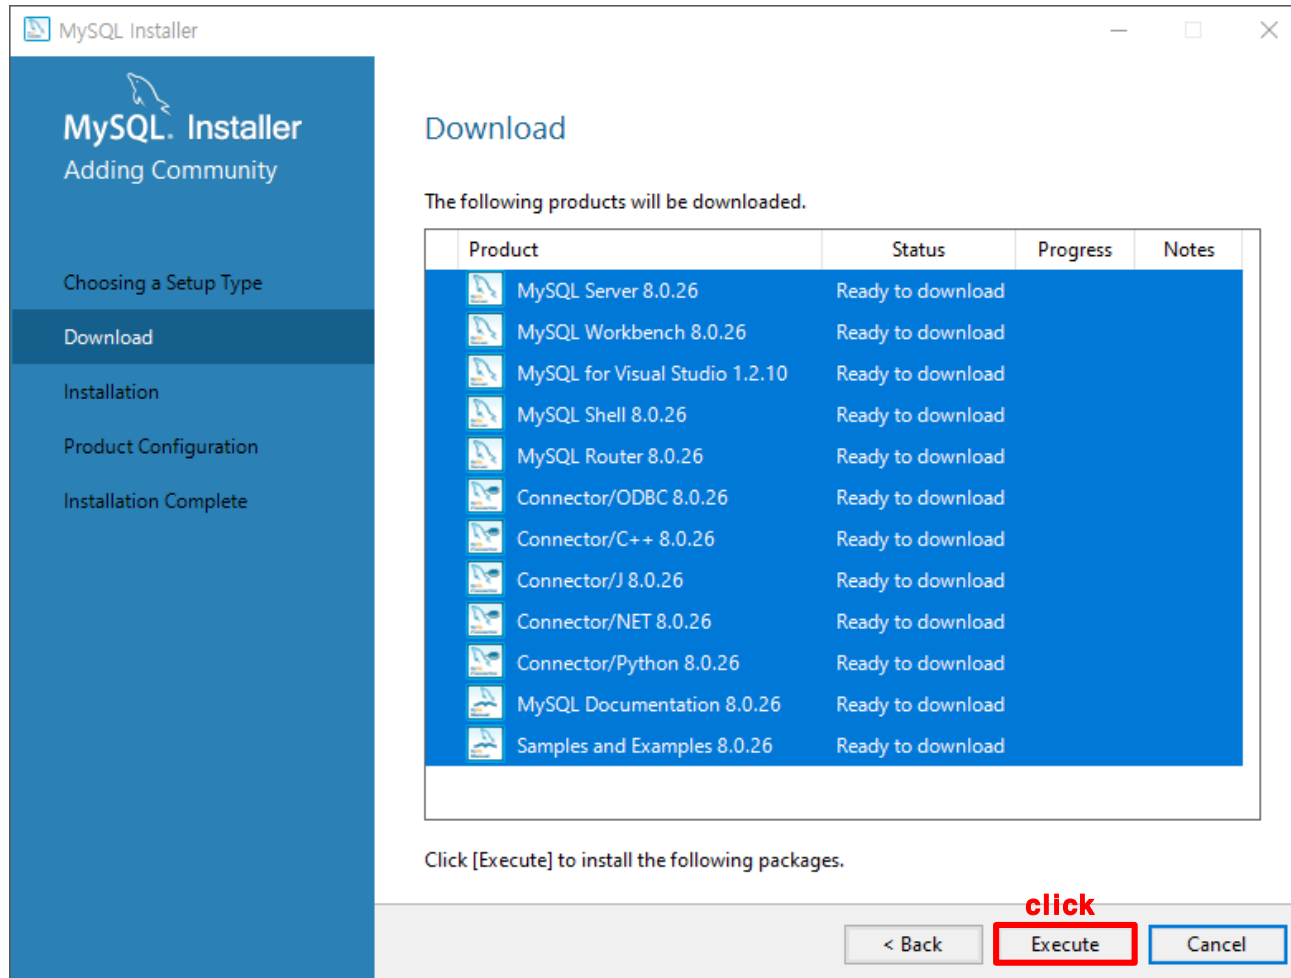 MySQL Installer
MySQL. Installer
Adding Community
Choosing a Setup Type
Download
Installation
Product Configuration
Installation Complete
Download
The following products will be downloaded.
Product Status Progress Notes
MySQL Server 8.0.26 Ready to download
MySQL Workbench 8.0.26 Ready to download
MySQL for Visual Studio 1.2.10 Ready to download
MySQL Shell 8.0.26 Ready to download
MySQL Router 8.0.26 Ready to download
Connector/ODBC 8.0.26 Ready to download
Connector/C++ 8.0.26 Ready to download
Connector/J 8.0.26 Ready to download
Connector/NET 8.0.26 Ready to download
Connector/Python 8.0.26 Ready to download
MySQL Documentation 8.0.26 Ready to download
Samples and Examples 8.0.26 Ready to download
Click [Execute] to install the following packages.
click
< Back Execute Cancel